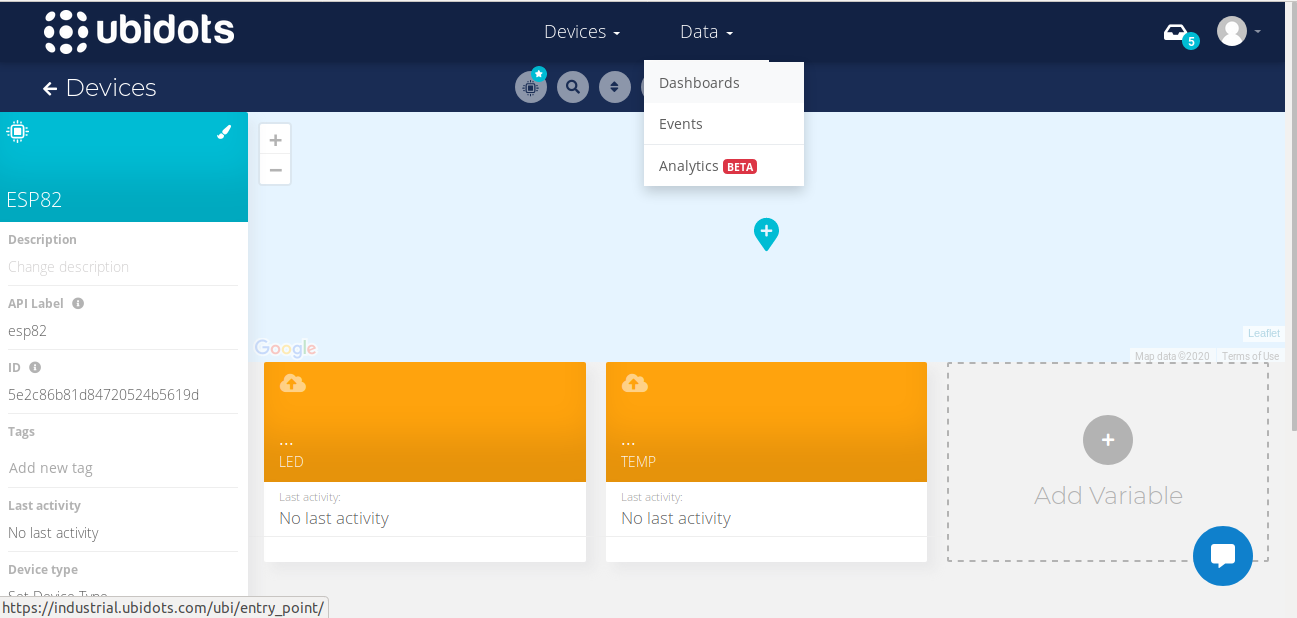 ubidots
Devices
Data
5
Devices
Dashboards
Events
Analytics BETA
ESP82
Description
Change description
API Label
esp82
ID
5e2c86b81d84720524b5619d
Tags
Add new tag
Last activity
No last activity
Device type
Set Device Type
https://industrial.ubidots.com/ubi/entry_point/
+
−
Leaflet
Google
Map data ©2020
Terms of Use
...
LED
Last activity:
No last activity
...
TEMP
Last activity:
No last activity
Add Variable